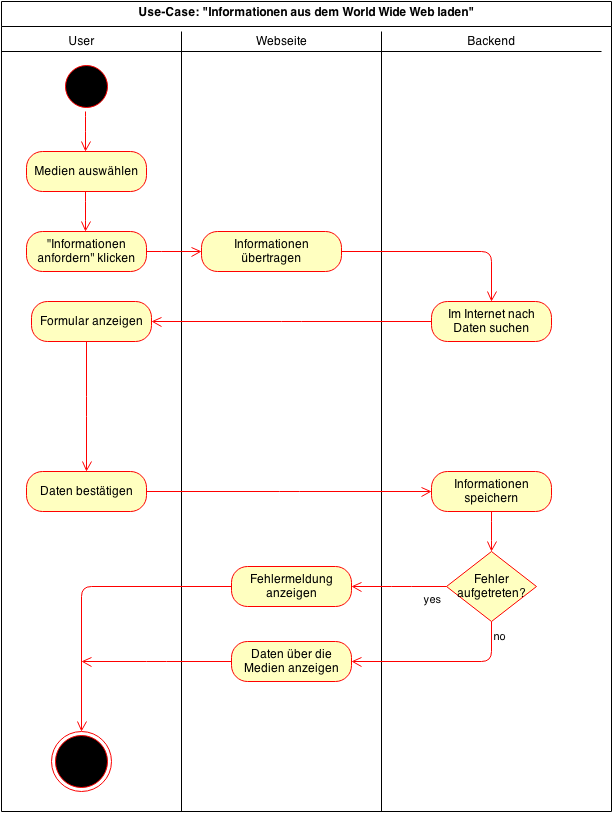 Use-Case: "Informationen aus dem World Wide Web laden"
User
Webseite
Backend
Medien auswählen
"Informationen
anfordern" klicken
Informationen
übertragen
Formular anzeigen
Im Internet nach
Daten suchen
Daten bestätigen
Informationen
speichern
Fehlermeldung
anzeigen
Fehler
aufgetreten?
yes
no
Daten über die
Medien anzeigen